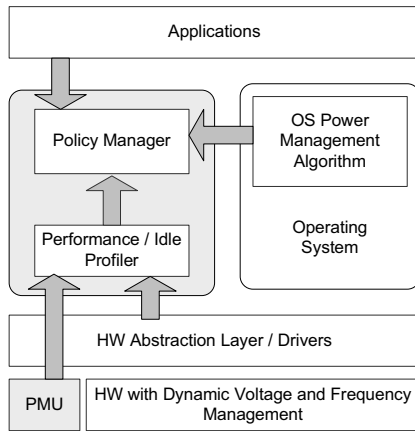 Applications
Policy Manager
OS Power
Management
Algorithm
Performance / Idle
Profiler
Operating
System
HW Abstraction Layer / Drivers
PMU
HW with Dynamic Voltage and Frequency
Management